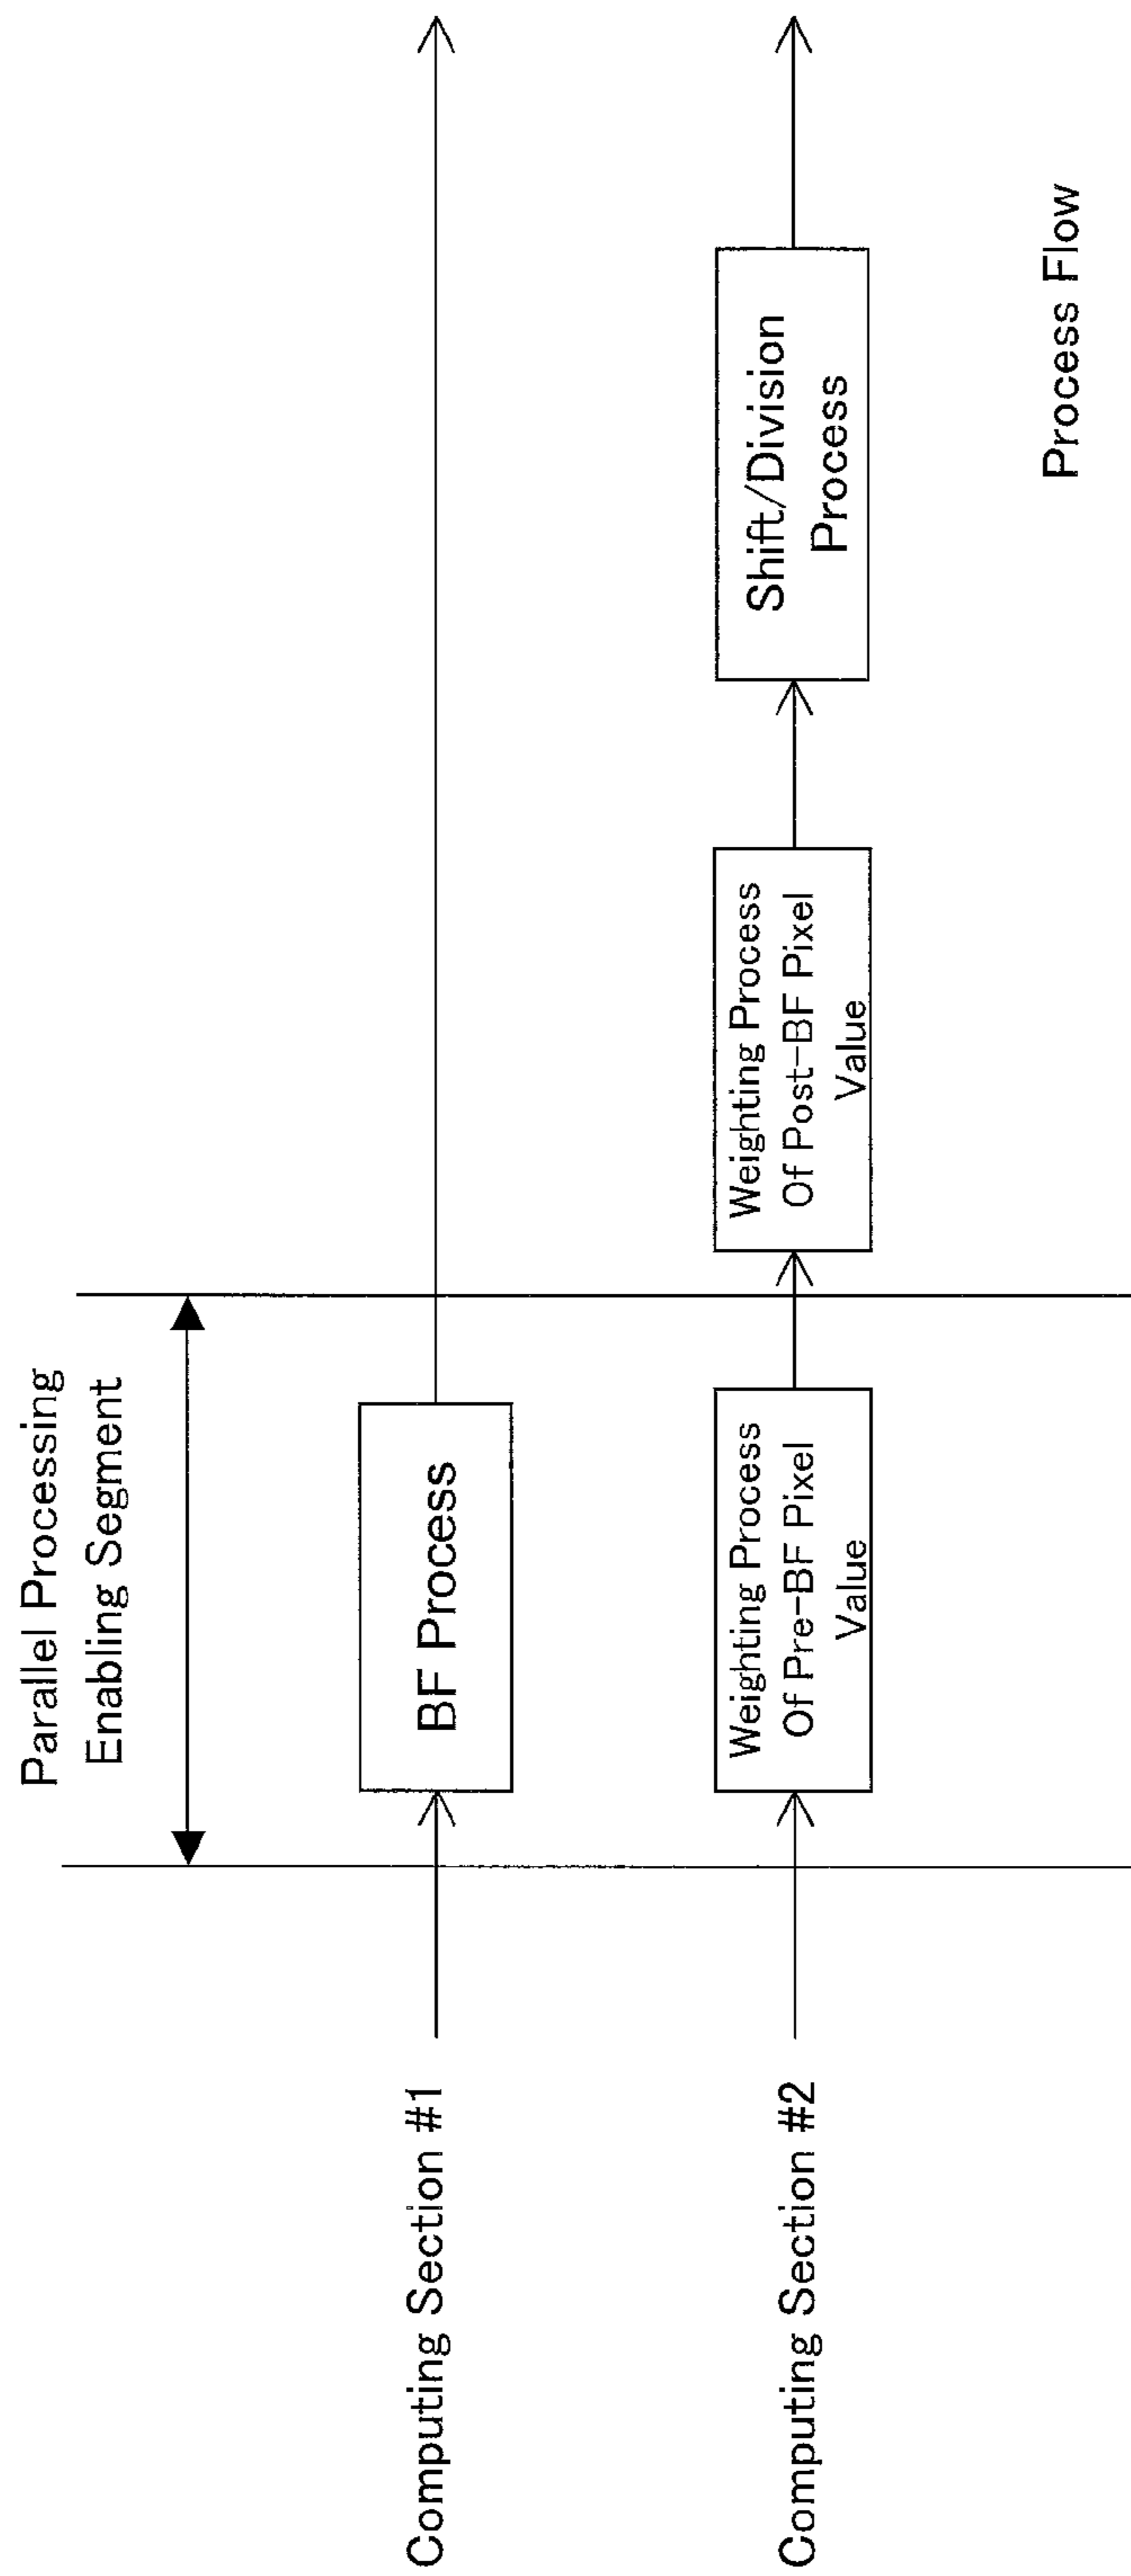 Parallel Processing
Enabling Segment
Computing Section #1
BF Process
Computing Section #2
Weighting Process
Of Pre-BF Pixel
Value
Weighting Process
Of Post-BF Pixel
Value
Shift/Division
Process
Process Flow